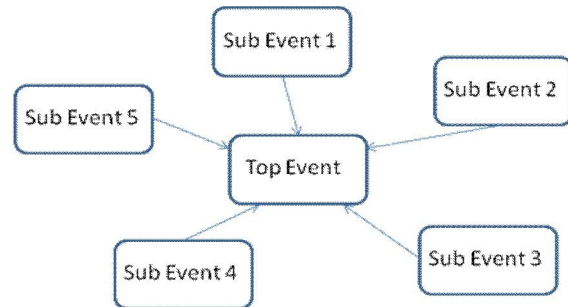 Sub Event 1
Sub Event 2
Sub Event 5
Top Event
Sub Event 4
Sub Event 3